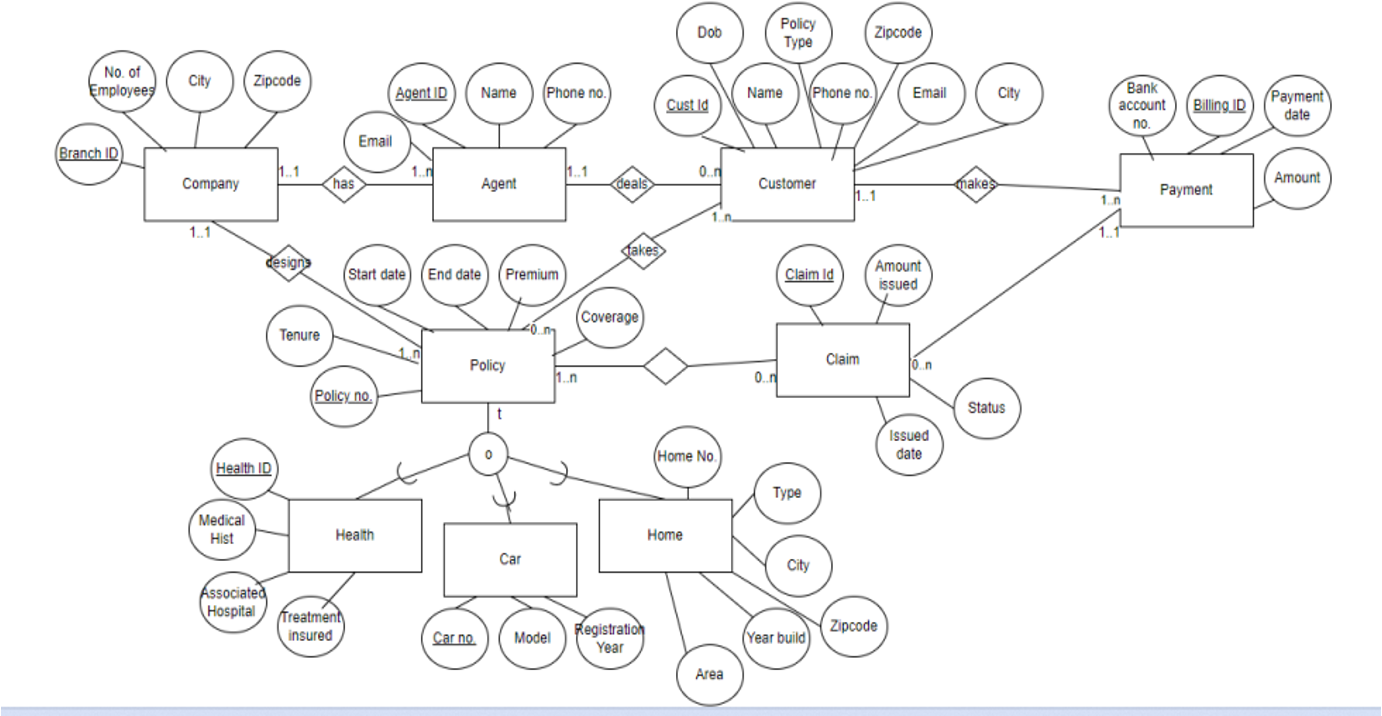 Dob
Policy
Type
Zipcode
No. of
Employees
City
Zipcode
Agent ID
Name
Phone no.
Cust Id
Name
Phone no.
Email
City
Bank
account
no.
Billing ID
Payment
date
Branch ID
Email
Company
1..1
has
1..n
Agent
1..1
deals
0..n
Customer
1..1
makes
1..n
Payment
Amount
1..1
designs
Start date
End date
Premium
takes
1..n
Claim Id
Amount
issued
1..1
Tenure
Coverage
0..n
1..n
Policy
1..n
0..n
Claim
0..n
Policy no.
t
Status
Issued
date
o
Home No.
Health ID
Type
Medical
Hist
Health
Car
Home
City
Associated
Hospital
Treatment
insured
Car no.
Model
Registration
Year
Year build
Zipcode
Area